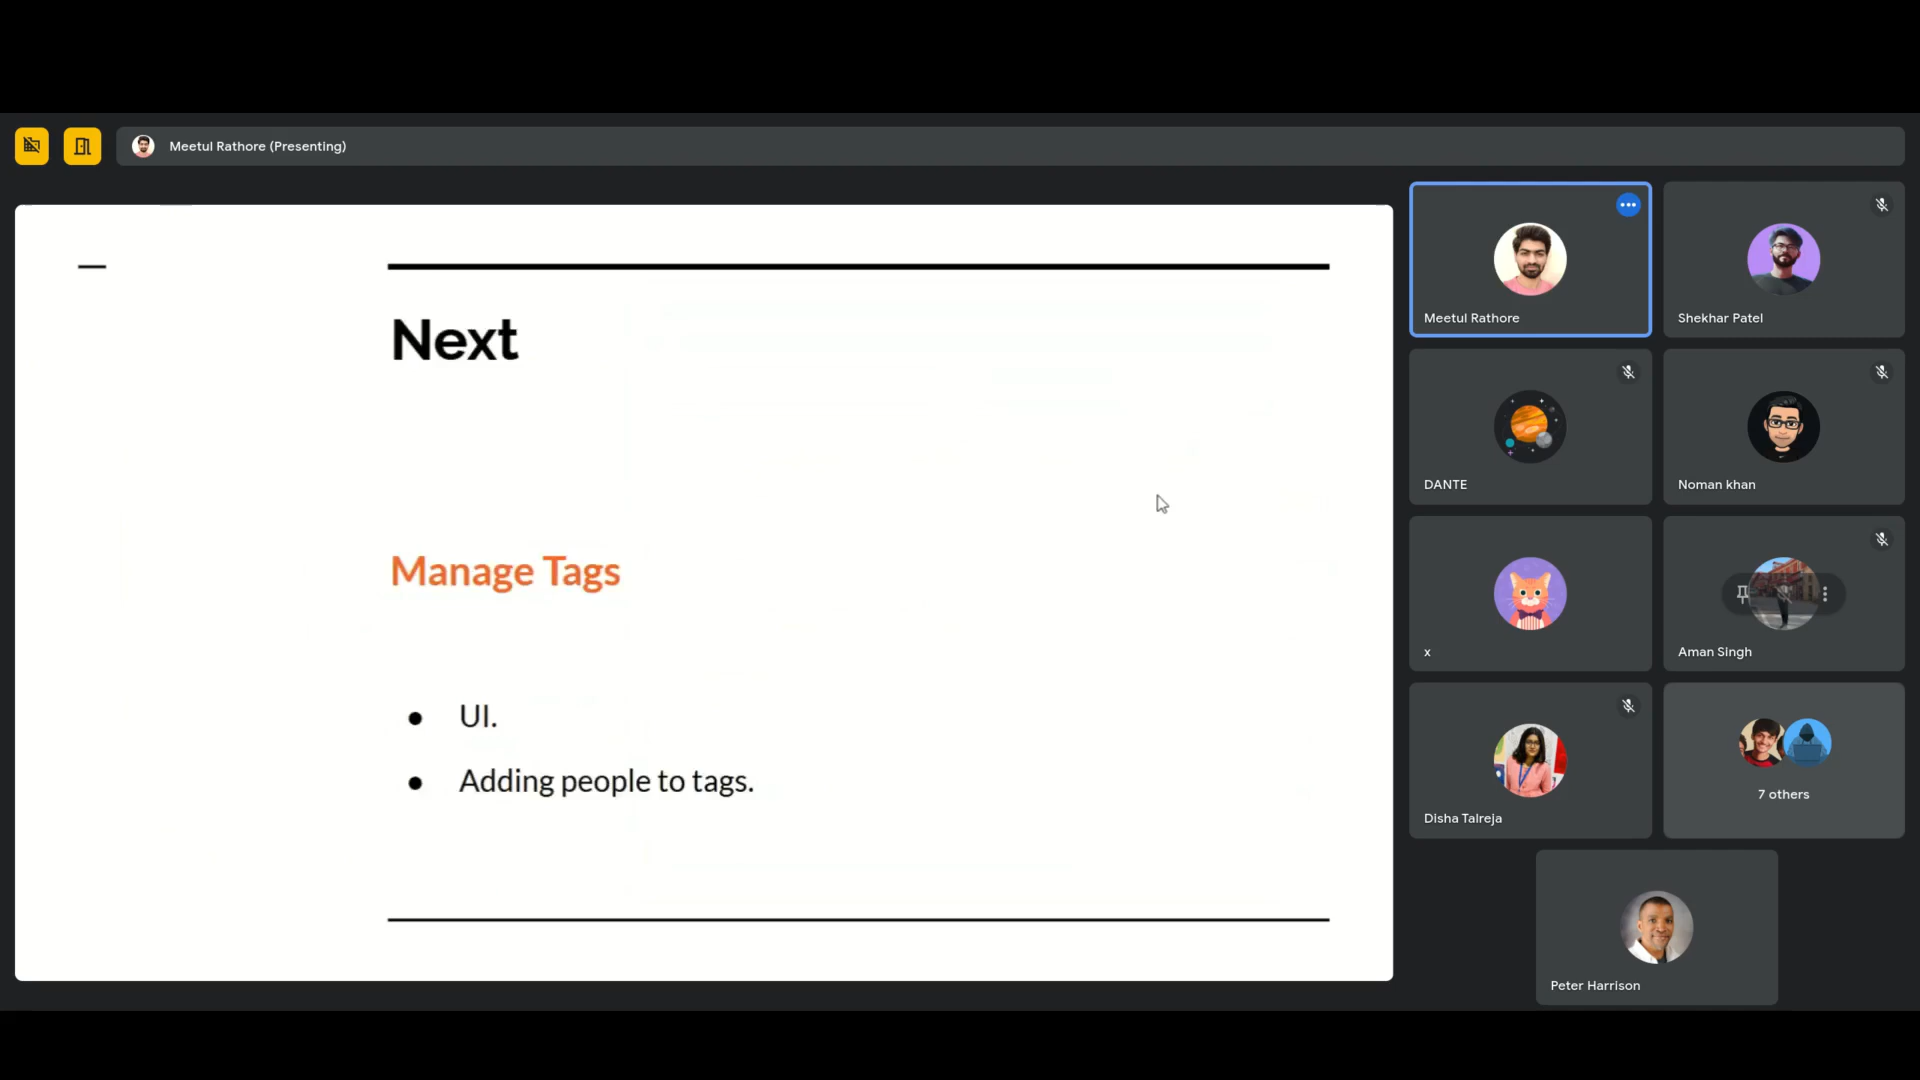 Meetul Rathore (Presenting)
Next
Manage Tags
● UI.
● Adding people to tags.
Meetul Rathore
Shekhar Patel
DANTE
Noman khan
x
Aman Singh
Disha Talreja
7 others
Peter Harrison